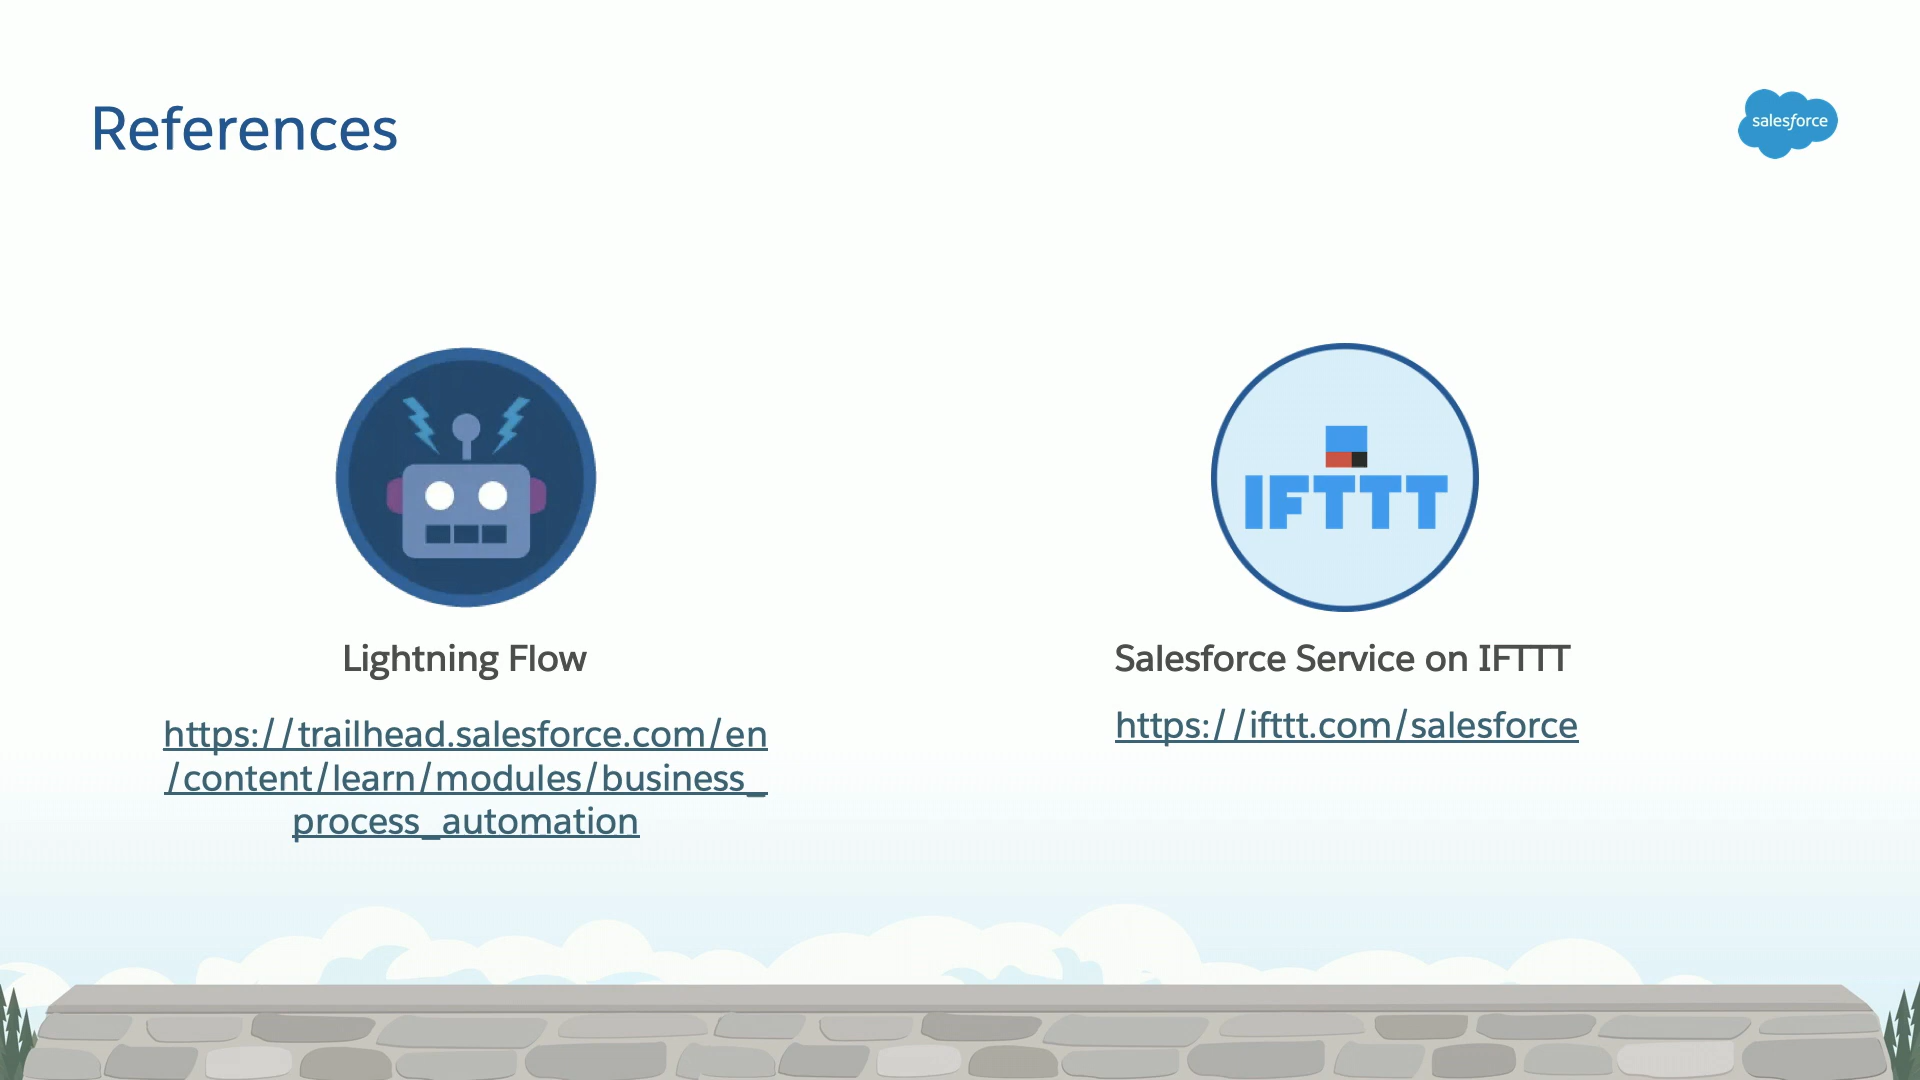 References
salesforce
IFTTT
Lightning Flow
https://trailhead.salesforce.com/en
/content/learn/modules/business_
process_automation
Salesforce Service on IFTTT
https://ifttt.com/salesforce